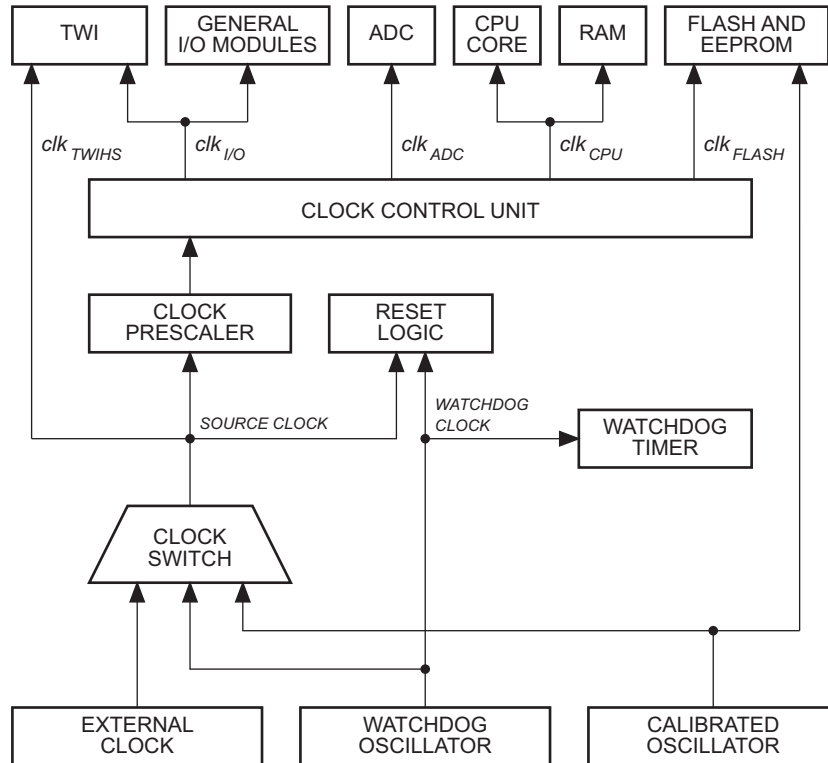 TWI
GENERAL
I/O MODULES
ADC
CPU
CORE
RAM
FLASH AND
EEPROM
clk TWIHS
clk I/O
clk ADC
clk CPU
clk FLASH
CLOCK CONTROL UNIT
CLOCK
PRESCALER
RESET
LOGIC
SOURCE CLOCK
WATCHDOG
CLOCK
WATCHDOG
TIMER
CLOCK
SWITCH
EXTERNAL
CLOCK
WATCHDOG
OSCILLATOR
CALIBRATED
OSCILLATOR